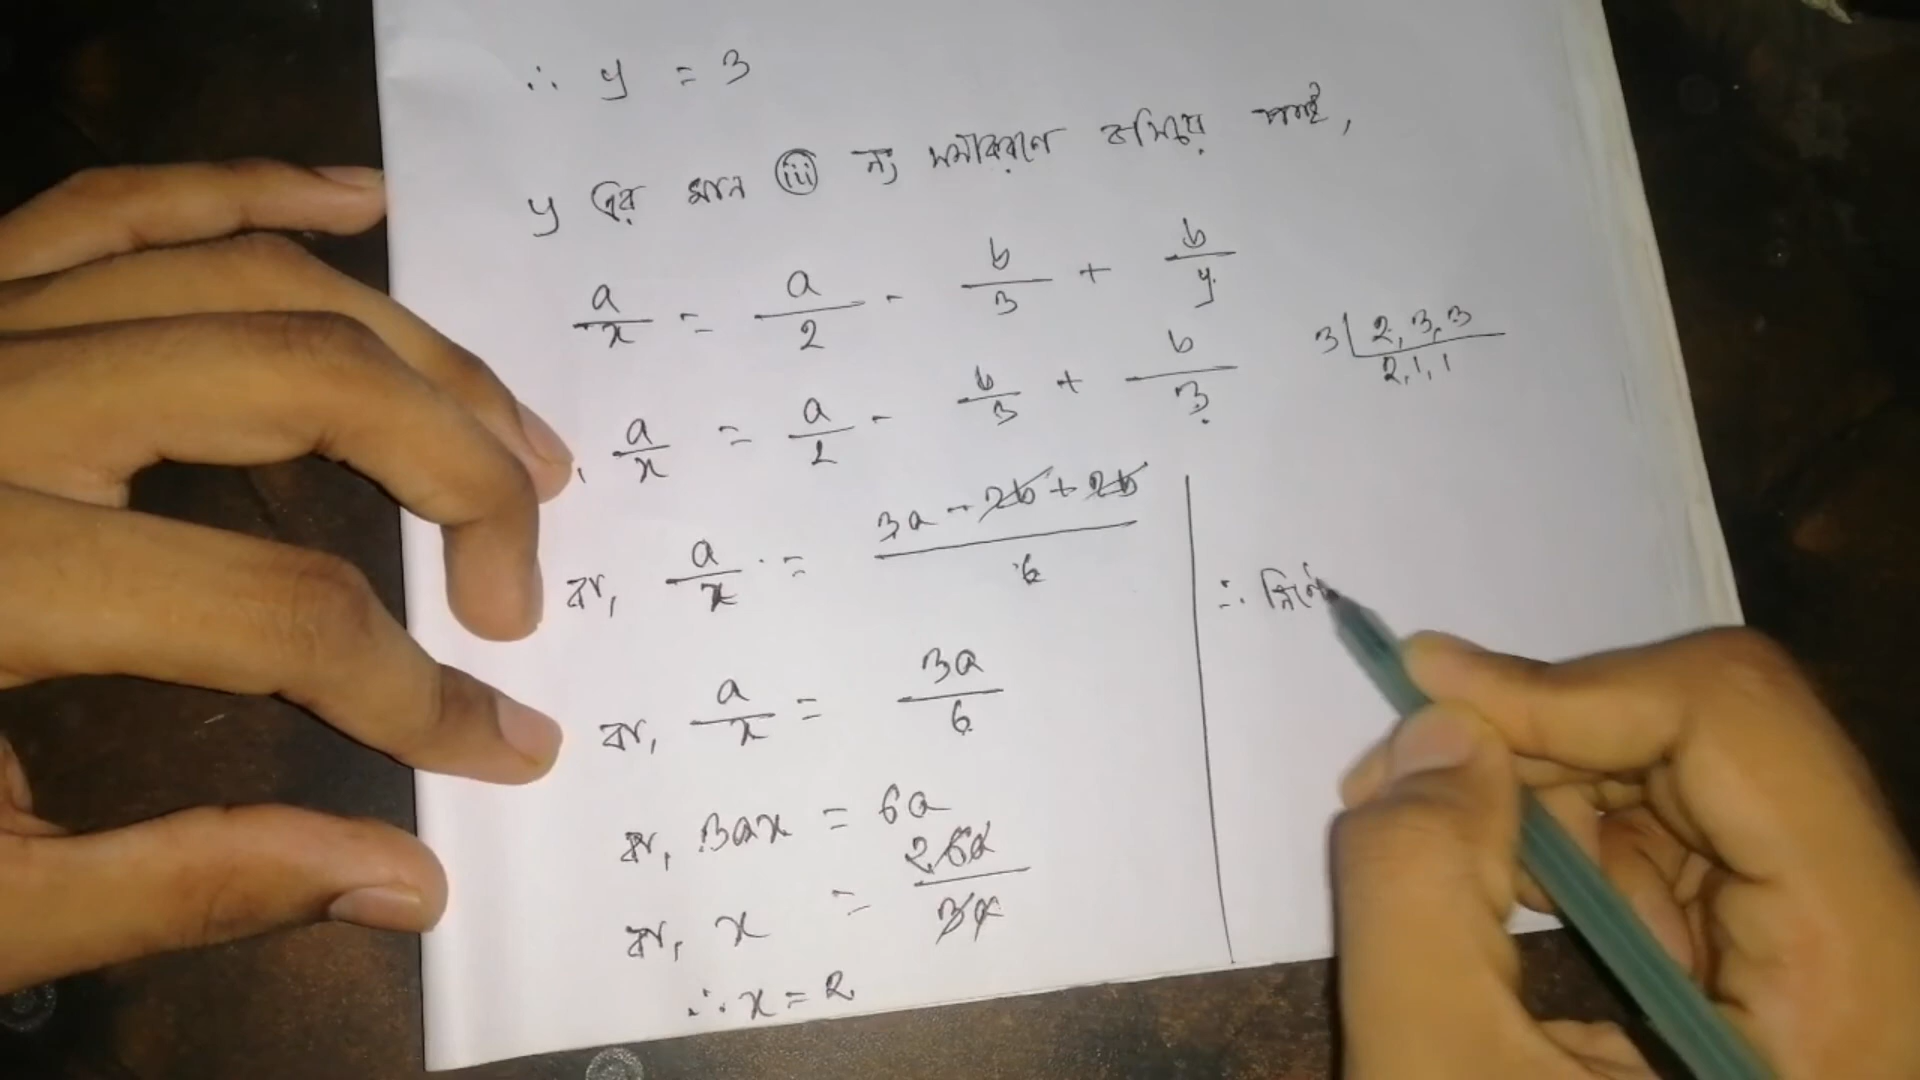 ∴ y = 3
y এর মান (iii) নং সমীকরণে বসিয়ে পাই,
a/x = a/2 - b/3 + b/y
, a/x = a/2 - b/3 + b/3
3 | 2, 3, 3
2, 1, 1
বা, a/x = 3a - 2b + 2b / 6
বা, a/x = 3a/6
বা, 3ax = 6a
বা, x = 2 6a / 3a
∴ x = 2
∴ নির্ণে